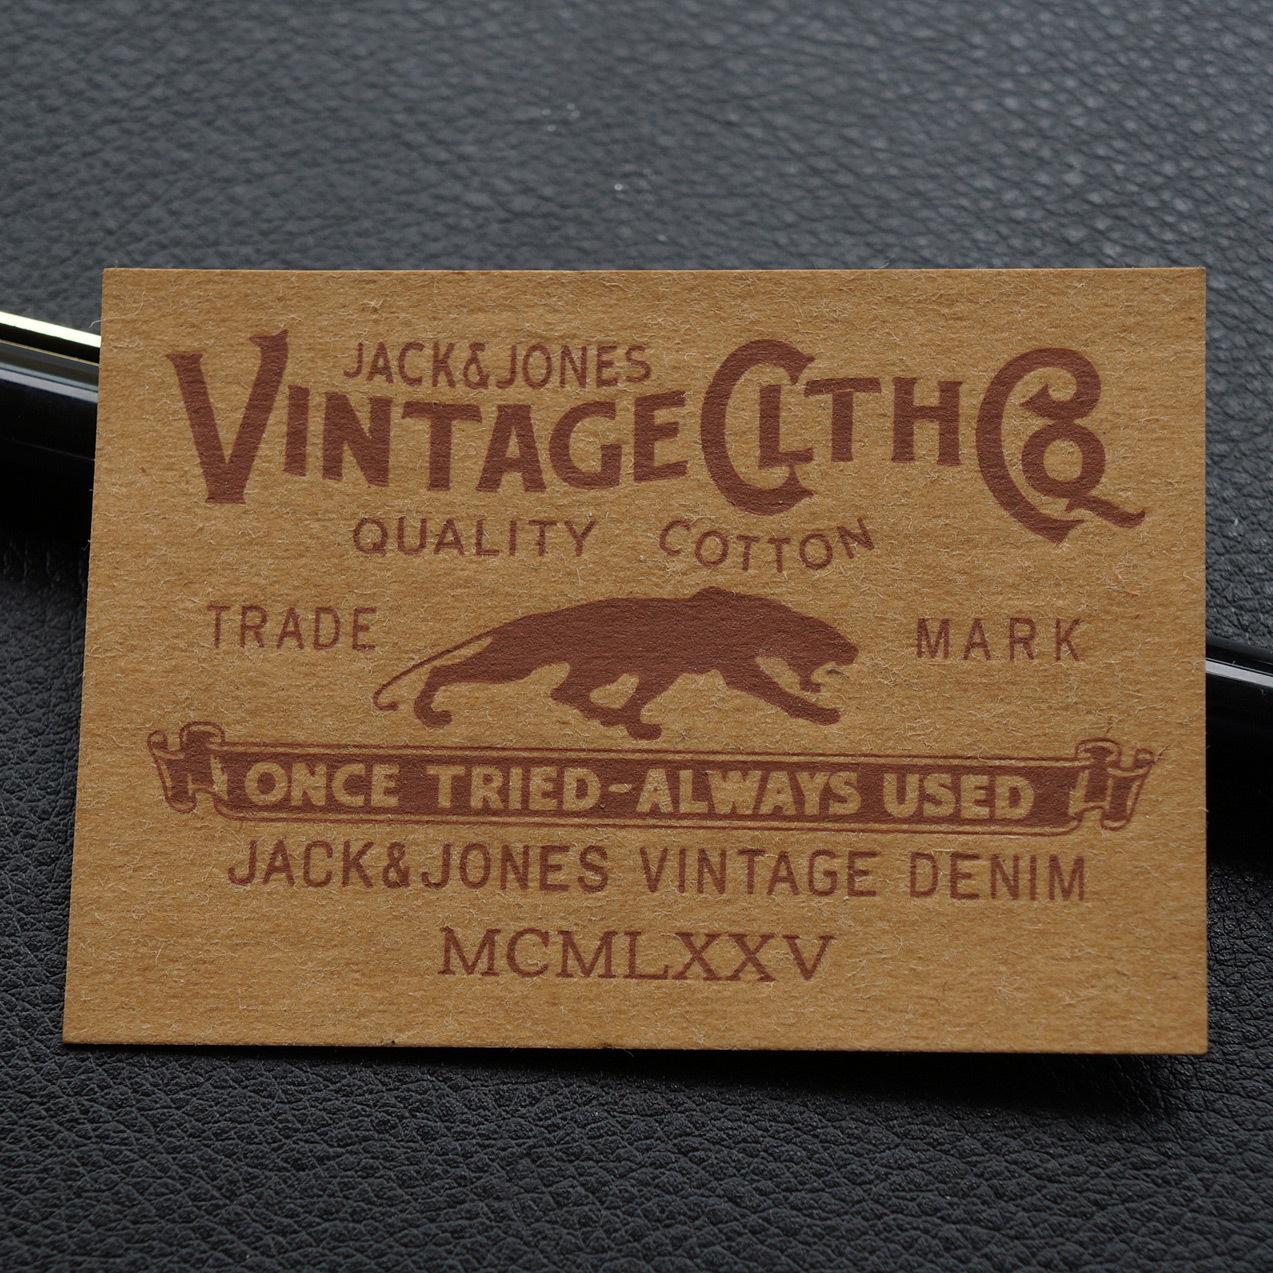 JACK&JONES
VINTAGE CLTH CO
QUALITY COTTON
TRADE MARK
ONCE TRIED-ALWAYS USED
JACK&JONES VINTAGE DENIM
MCMLXXV